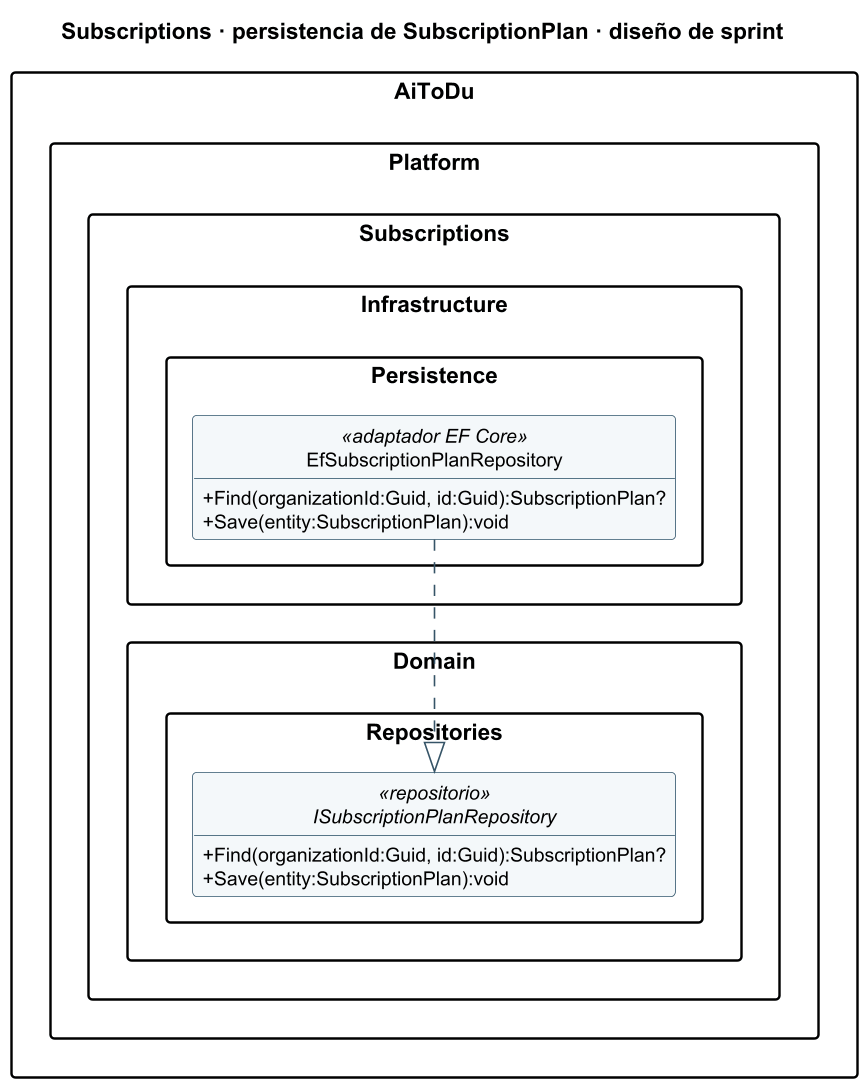 Subscriptions · persistencia de SubscriptionPlan · diseño de sprint
AiToDu
Platform
Subscriptions
Infrastructure
Persistence
«adaptador EF Core»
EfSubscriptionPlanRepository
+Find(organizationId:Guid, id:Guid):SubscriptionPlan?
+Save(entity:SubscriptionPlan):void
Domain
Repositories
«repositorio»
ISubscriptionPlanRepository
+Find(organizationId:Guid, id:Guid):SubscriptionPlan?
+Save(entity:SubscriptionPlan):void